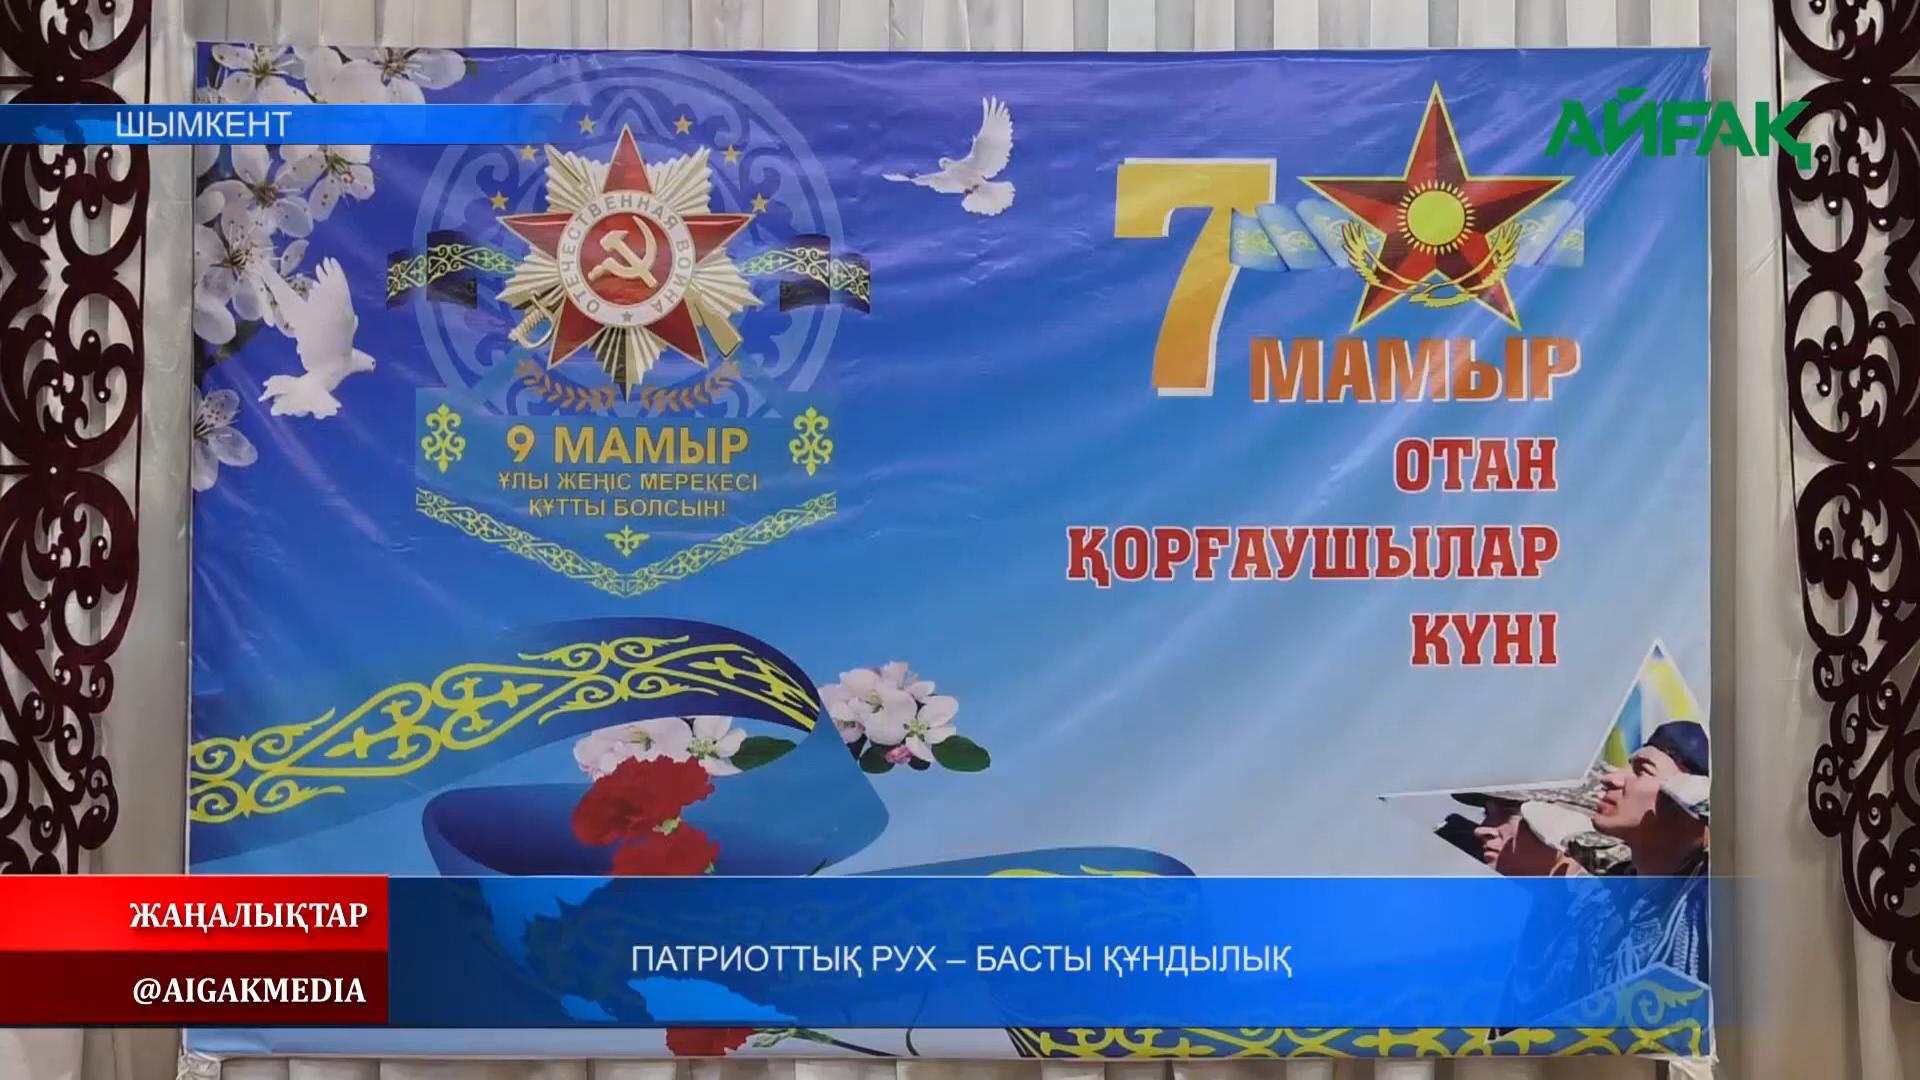 ШЫМКЕНТ
АЙҒАҚ
ОТЕЧЕСТВЕННАЯ ВОЙНА
9 МАМЫР
ҰЛЫ ЖЕҢІС МЕРЕКЕСІ
ҚҰТТЫ БОЛСЫН!
7
МАМЫР
ОТАН
ҚОРҒАУШЫЛАР
КҮНІ
ЖАҢАЛЫҚТАР
@AIGAKMEDIA
ПАТРИОТТЫҚ РУХ – БАСТЫ ҚҰНДЫЛЫҚ